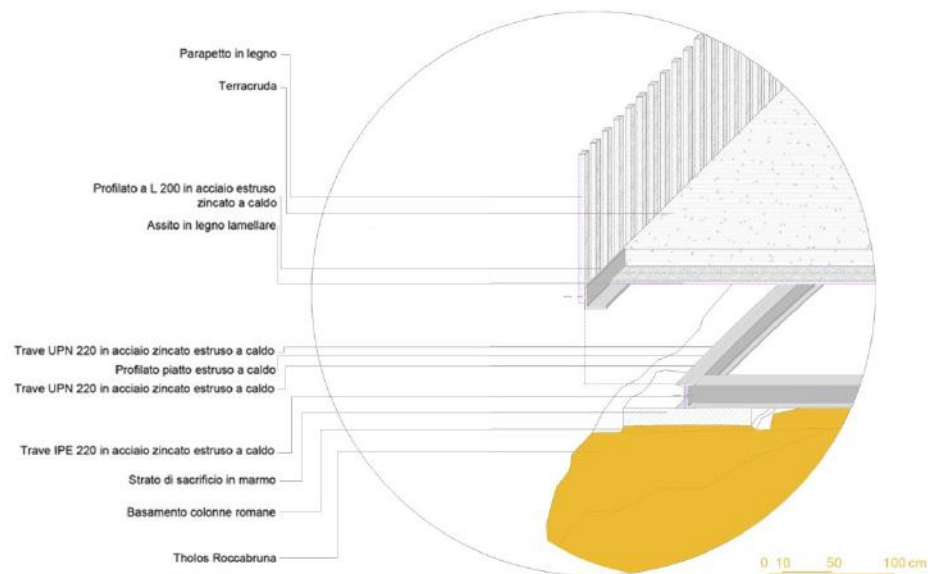 Parapetto in legno
Terracruda
Profilato a L 200 in acciaio estruso
zincato a caldo
Assito in legno lamellare
Trave UPN 220 in acciaio zincato estruso a caldo
Profilato piatto estruso a caldo
Trave UPN 220 in acciaio zincato estruso a caldo
Trave IPE 220 in acciaio zincato estruso a caldo
Strato di sacrificio in marmo
Basamento colonne romane
Tholos Roccabruna
0 10 50 100 cm